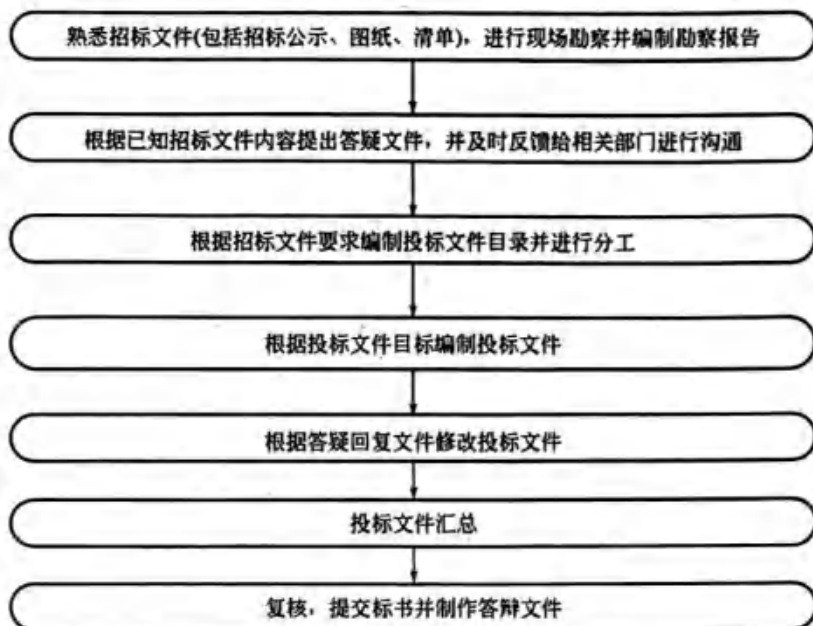 熟悉招标文件(包括招标公示、图纸、清单)，进行现场勘察并编制勘察报告
根据已知招标文件内容提出答疑文件，并及时反馈给相关部门进行沟通
根据招标文件要求编制投标文件目录并进行分工
根据投标文件目标编制投标文件
根据答疑回复文件修改投标文件
投标文件汇总
复核，提交标书并制作答辩文件